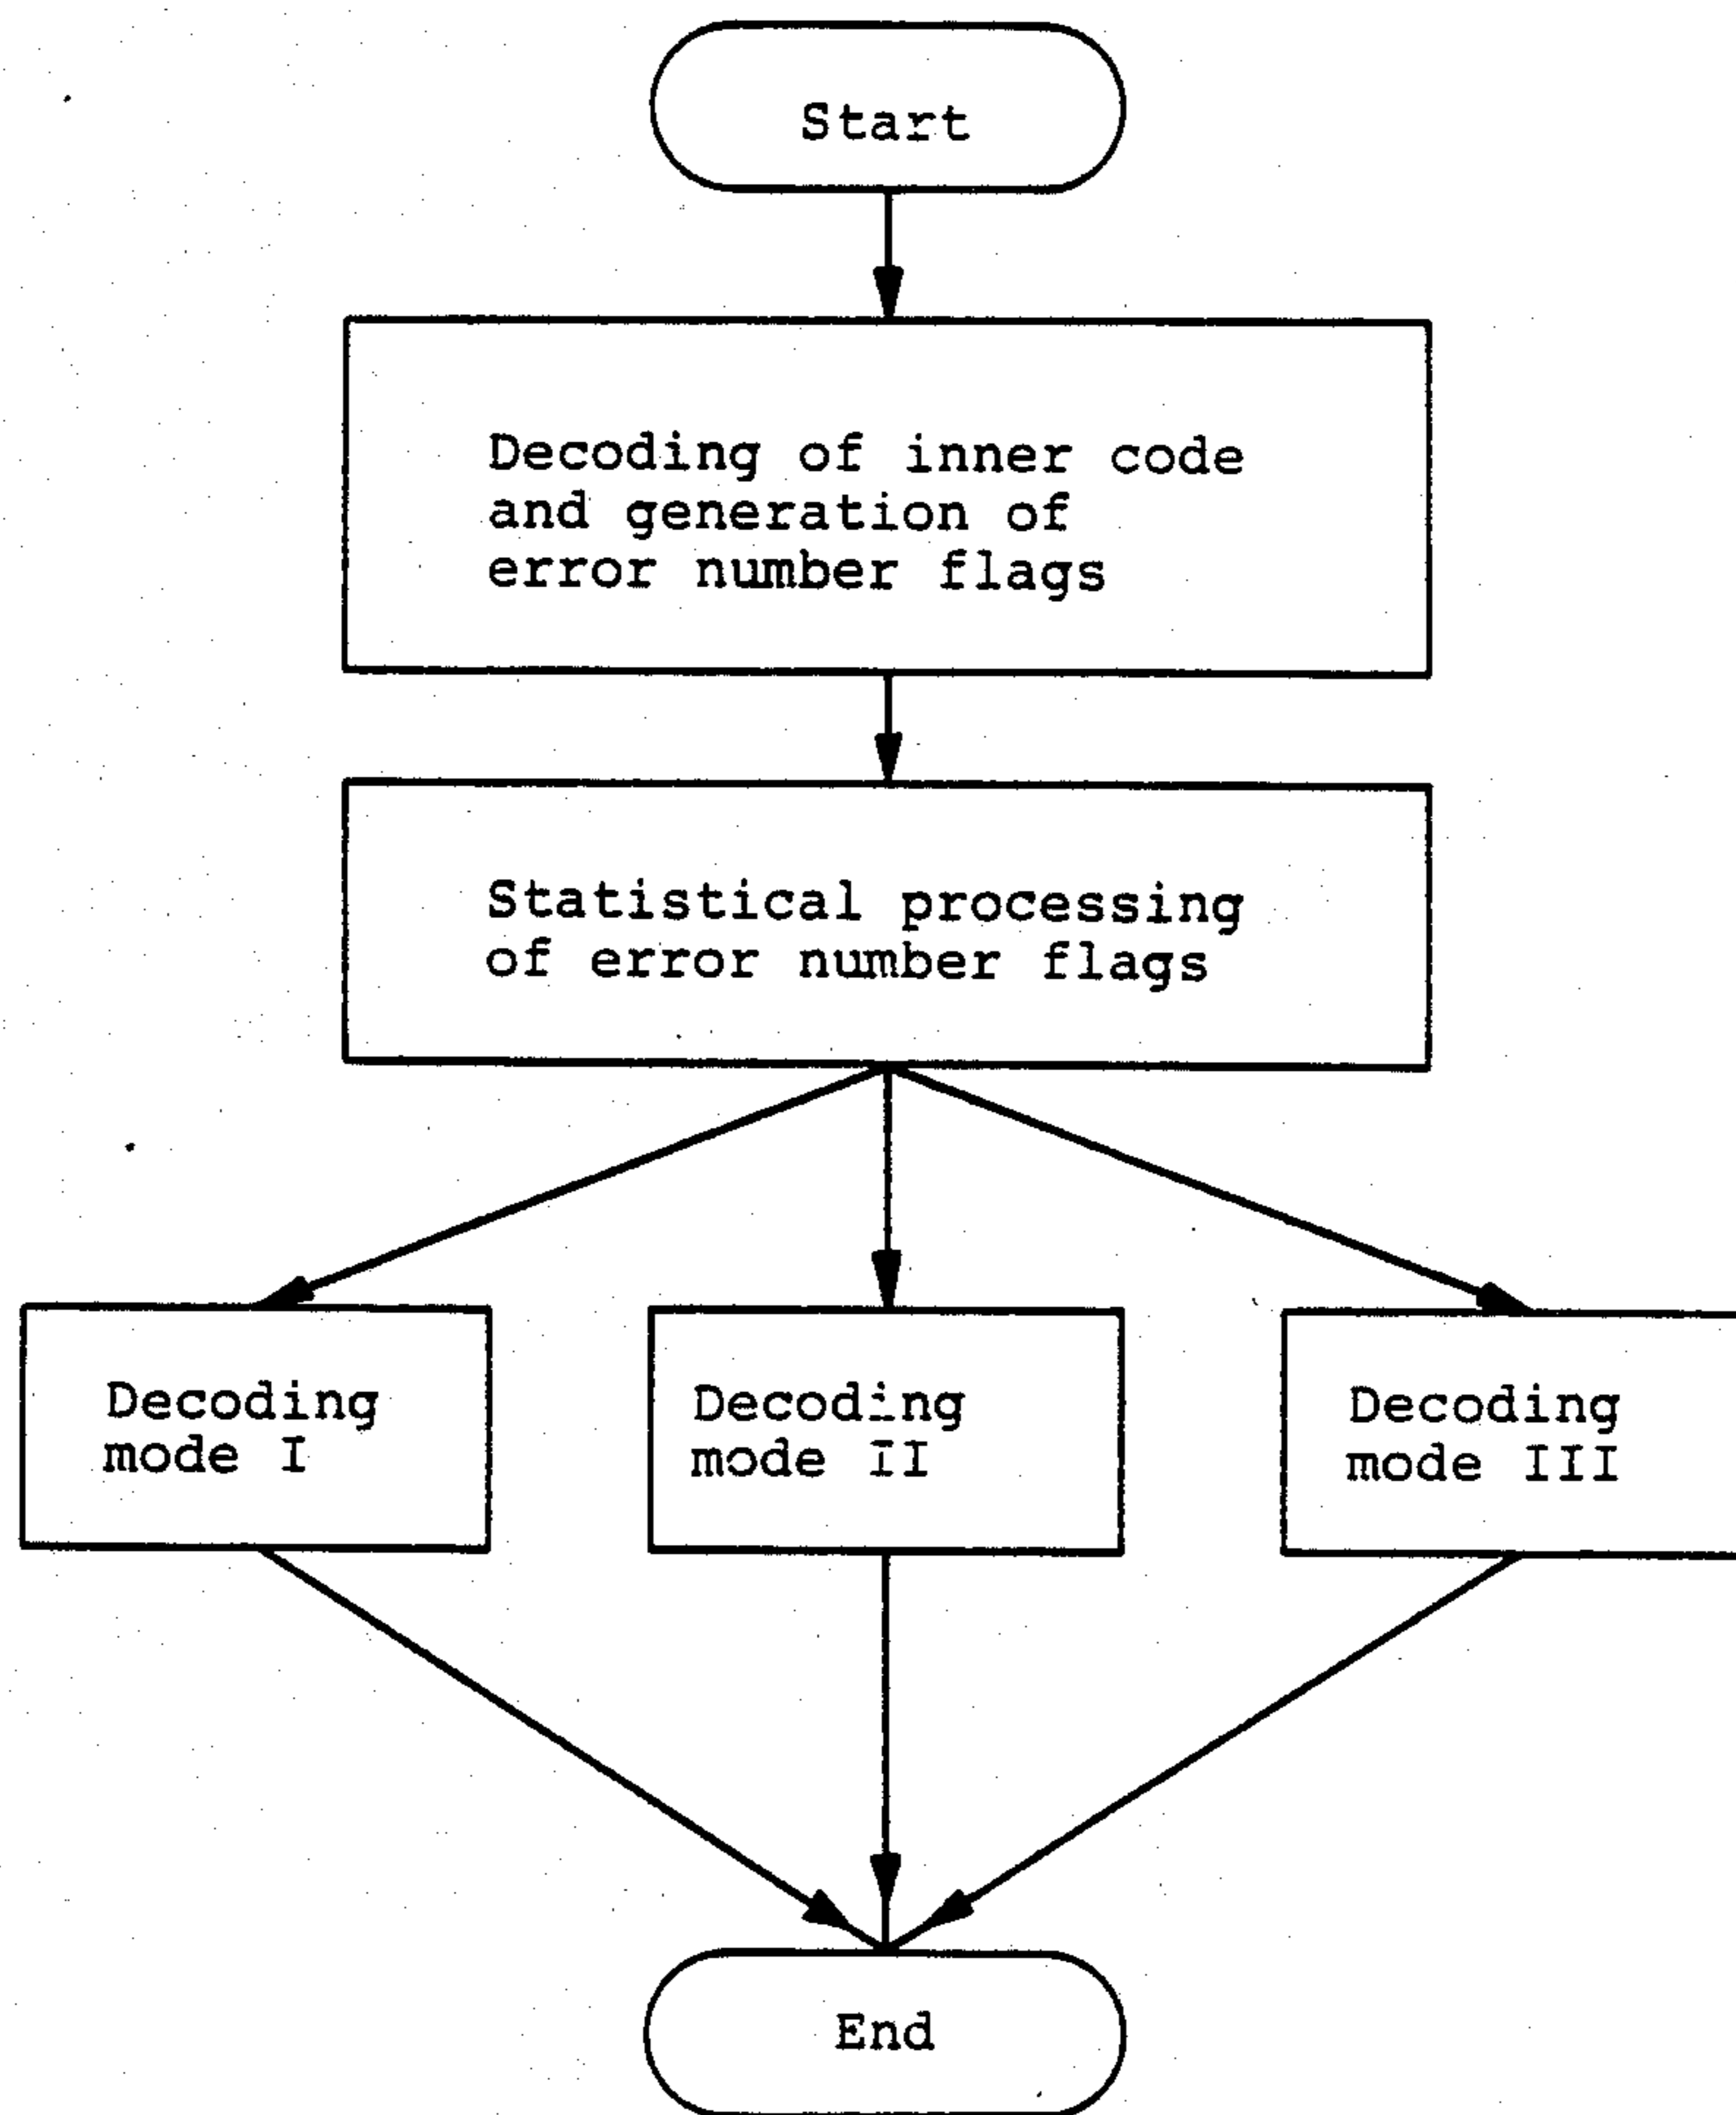 Start
Decoding of inner code
and generation of
error number flags
Statistical processing
of error number flags
Decoding
mode I
Decoding
mode II
Decoding
mode III
End